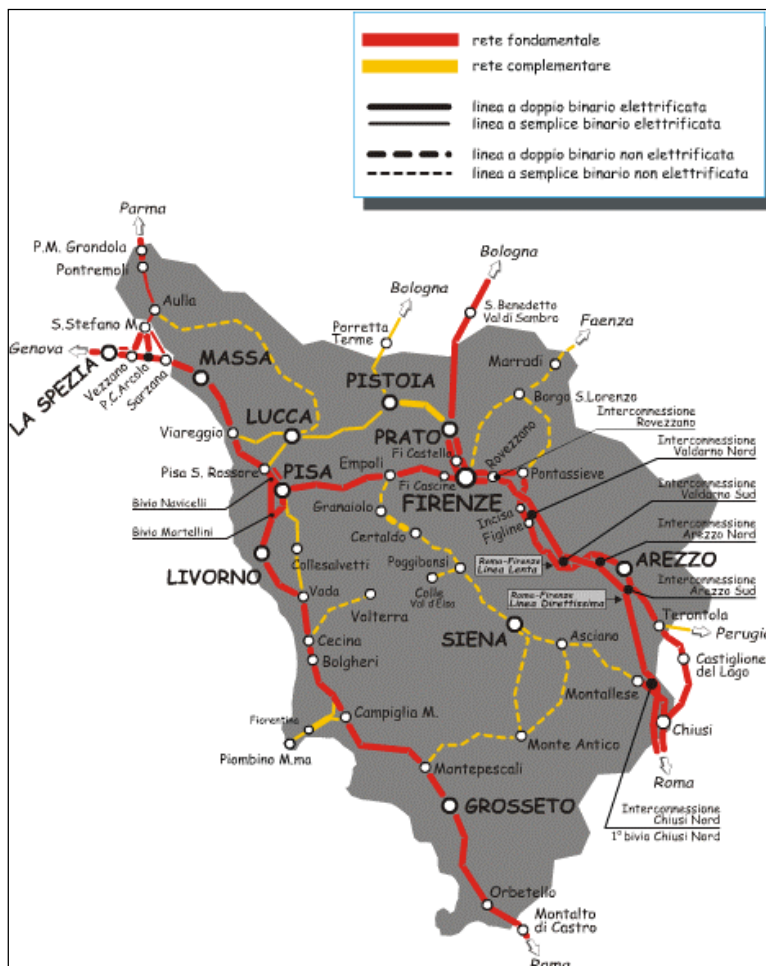 rete fondamentale
rete complementare
linea a doppio binario elettrificata
linea a semplice binario elettrificata
linea a doppio binario non elettrificata
linea a semplice binario non elettrificata
Parma
P.M. Grondola
Pontremoli
Aulla
S.Stefano M.
Genova
LA SPEZIA
Vezzano
P.C.Arcola
Sarzana
MASSA
Bologna
Porretta
Terme
Bologna
S. Benedetto
Val di Sambro
Faenza
Marradi
PISTOIA
Borgo S.Lorenzo
Interconnessione
Rovezzano
LUCCA
PRATO
Viareggio
Fi Castello
Rovezzano
Interconnessione
Valdarno Nord
Pisa S. Rossore
PISA
Empoli
Fi Cascine
FIRENZE
Pontassieve
Interconnessione
Valdarno Sud
Bivio Navicelli
Granaiolo
Incisa
Figline
Interconnessione
Arezzo Nord
Bivio Martellini
Certaldo
LIVORNO
Collesalvetti
Poggibonsi
Roma-Firenze
Linea Lenta
AREZZO
Colle
Val d'Elsa
Interconnessione
Arezzo Sud
Vada
Volterra
Roma-Firenze
Linea Direttissima
Terontola
Perugia
Cecina
SIENA
Asciano
Bolgheri
Castiglione
del Lago
Montallese
Fiorentina
Campiglia M.
Chiusi
Piombino M.ma
Monte Antico
Montepescali
Roma
GROSSETO
Interconnessione
Chiusi Nord
1° bivio Chiusi Nord
Orbetello
Montalto
di Castro
Roma